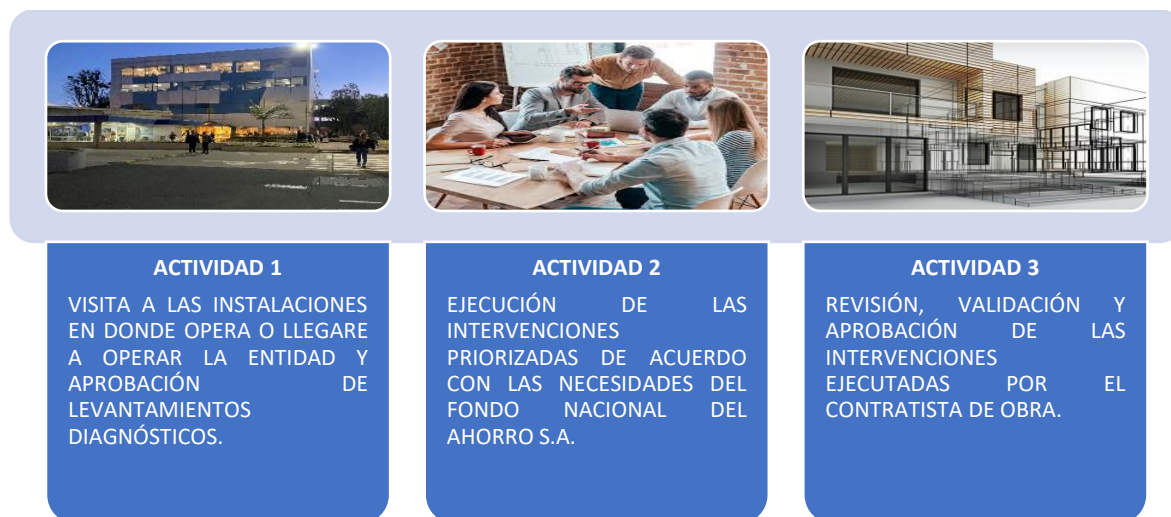 ACTIVIDAD 1
VISITA A LAS INSTALACIONES
EN DONDE OPERA O LLEGARE
A OPERAR LA ENTIDAD Y
APROBACIÓN DE
LEVANTAMIENTOS
DIAGNÓSTICOS.
ACTIVIDAD 2
EJECUCIÓN DE LAS
INTERVENCIONES
PRIORIZADAS DE ACUERDO
CON LAS NECESIDADES DEL
FONDO NACIONAL DEL
AHORRO S.A.
ACTIVIDAD 3
REVISIÓN, VALIDACIÓN Y
APROBACIÓN DE LAS
INTERVENCIONES
EJECUTADAS POR EL
CONTRATISTA DE OBRA.